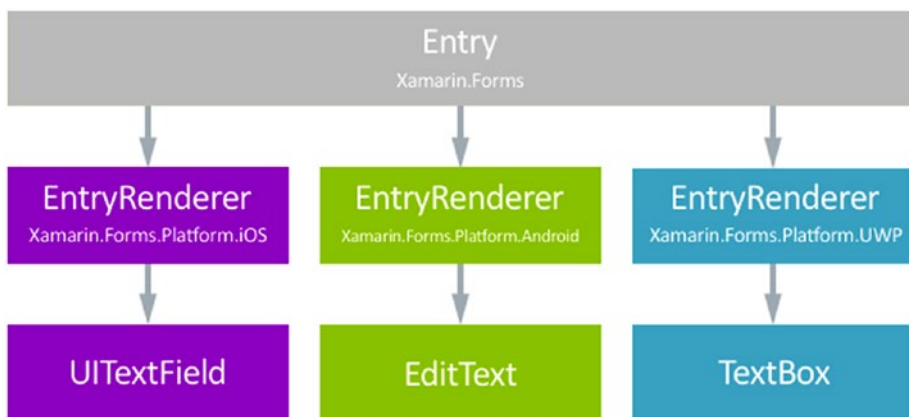 Entry
Xamarin.Forms
EntryRenderer
Xamarin.Forms.Platform.iOS
EntryRenderer
Xamarin.Forms.Platform.Android
EntryRenderer
Xamarin.Forms.Platform.UWP
UITextField
EditText
TextBox